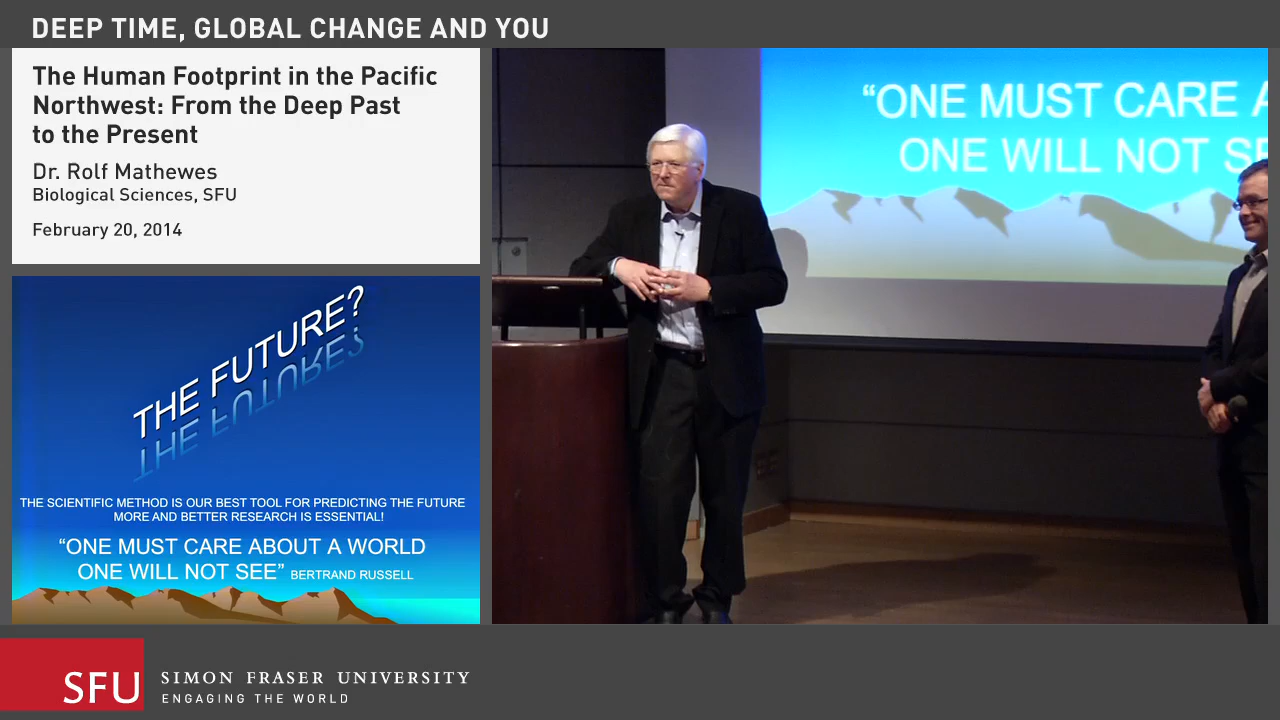 DEEP TIME, GLOBAL CHANGE AND YOU
The Human Footprint in the Pacific
Northwest: From the Deep Past
to the Present
Dr. Rolf Mathewes
Biological Sciences, SFU
February 20, 2014
THE FUTURE?
THE SCIENTIFIC METHOD IS OUR BEST TOOL FOR PREDICTING THE FUTURE
MORE AND BETTER RESEARCH IS ESSENTIAL!
“ONE MUST CARE ABOUT A WORLD
ONE WILL NOT SEE” BERTRAND RUSSELL
“ONE MUST CARE A
ONE WILL NOT SE
SFU SIMON FRASER UNIVERSITY
ENGAGING THE WORLD